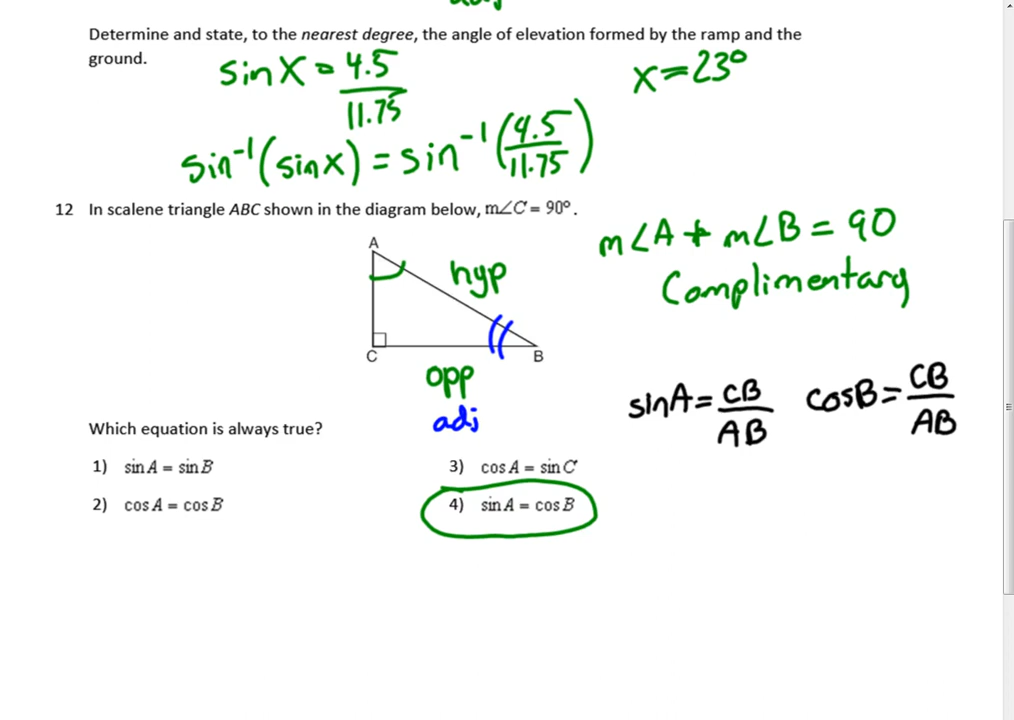 Determine and state, to the nearest degree, the angle of elevation formed by the ramp and the
ground.
sin x = 4.5 / 11.75
x = 23°
sin⁻¹(sin x) = sin⁻¹(4.5 / 11.75)
12 In scalene triangle ABC shown in the diagram below, m∠C = 90°.
m∠A + m∠B = 90
Complimentary
A
hyp
C
B
opp
adj
sinA = CB / AB cosB = CB / AB
Which equation is always true?
1) sin A = sin B
3) cos A = sin C
2) cos A = cos B
4) sin A = cos B